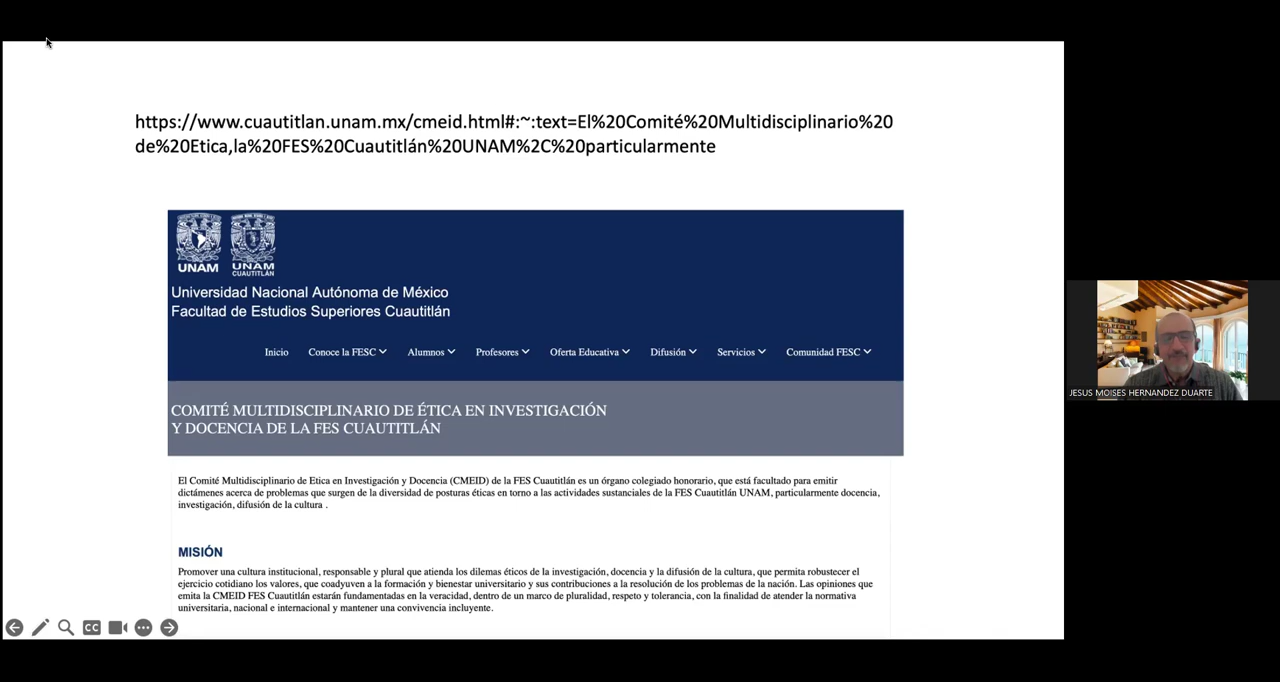 https://www.cuautitlan.unam.mx/cmeid.html#:~:text=El%20Comité%20Multidisciplinario%20
de%20Etica,la%20FES%20Cuautitlán%20UNAM%2C%20particularmente
UNAM
UNAM
CUAUTITLÁN
Universidad Nacional Autónoma de México
Facultad de Estudios Superiores Cuautitlán
Inicio Conoce la FESC Alumnos Profesores Oferta Educativa Difusión Servicios Comunidad FESC
COMITÉ MULTIDISCIPLINARIO DE ÉTICA EN INVESTIGACIÓN
Y DOCENCIA DE LA FES CUAUTITLÁN
El Comité Multidisciplinario de Etica en Investigación y Docencia (CMEID) de la FES Cuautitlán es un órgano colegiado honorario, que está facultado para emitir
dictámenes acerca de problemas que surgen de la diversidad de posturas éticas en torno a las actividades sustanciales de la FES Cuautitlán UNAM, particularmente docencia,
investigación, difusión de la cultura .
MISIÓN
Promover una cultura institucional, responsable y plural que atienda los dilemas éticos de la investigación, docencia y la difusión de la cultura, que permita robustecer el
ejercicio cotidiano los valores, que coadyuven a la formación y bienestar universitario y sus contribuciones a la resolución de los problemas de la nación. Las opiniones que
emita la CMEID FES Cuautitlán estarán fundamentadas en la veracidad, dentro de un marco de pluralidad, respeto y tolerancia, con la finalidad de atender la normativa
universitaria, nacional e internacional y mantener una convivencia incluyente.
CC
JESUS MOISES HERNANDEZ DUARTE